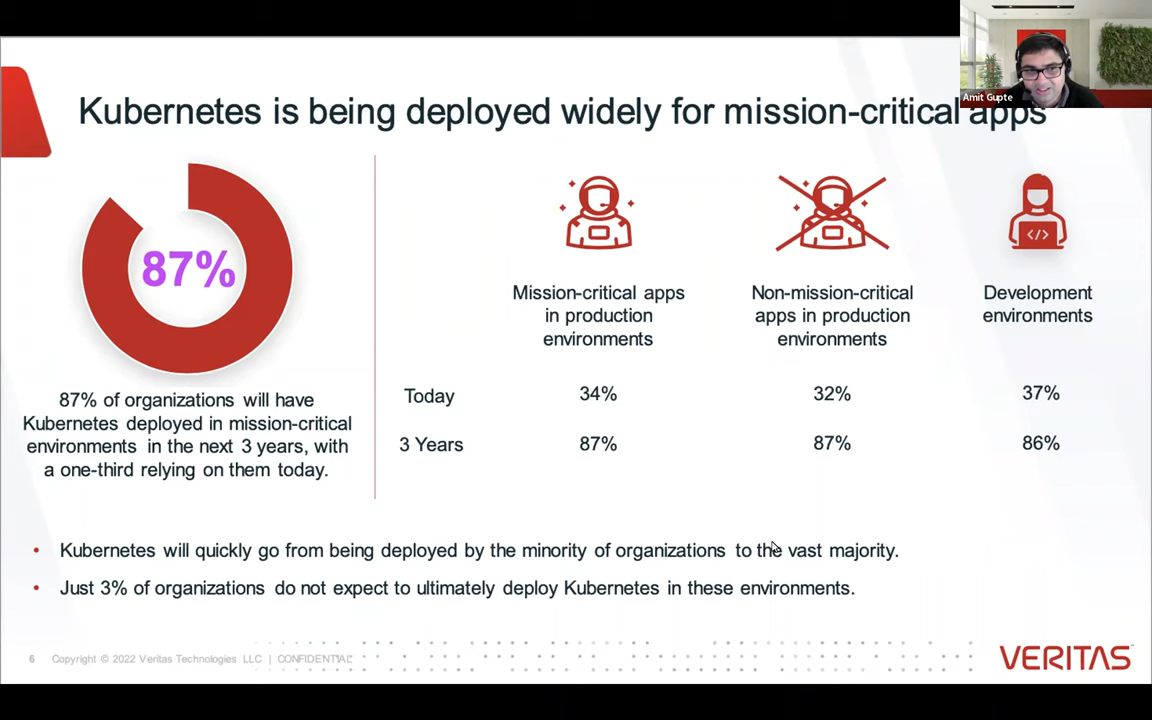 Amit Gupte
Kubernetes is being deployed widely for mission-critical apps
87%
87% of organizations will have
Kubernetes deployed in mission-critical
environments in the next 3 years, with
a one-third relying on them today.
</>
Mission-critical apps
in production
environments
Non-mission-critical
apps in production
environments
Development
environments
Today 34% 32% 37%
3 Years 87% 87% 86%
• Kubernetes will quickly go from being deployed by the minority of organizations to the vast majority.
• Just 3% of organizations do not expect to ultimately deploy Kubernetes in these environments.
6 Copyright © 2022 Veritas Technologies LLC | CONFIDENTIAL
VERITAS